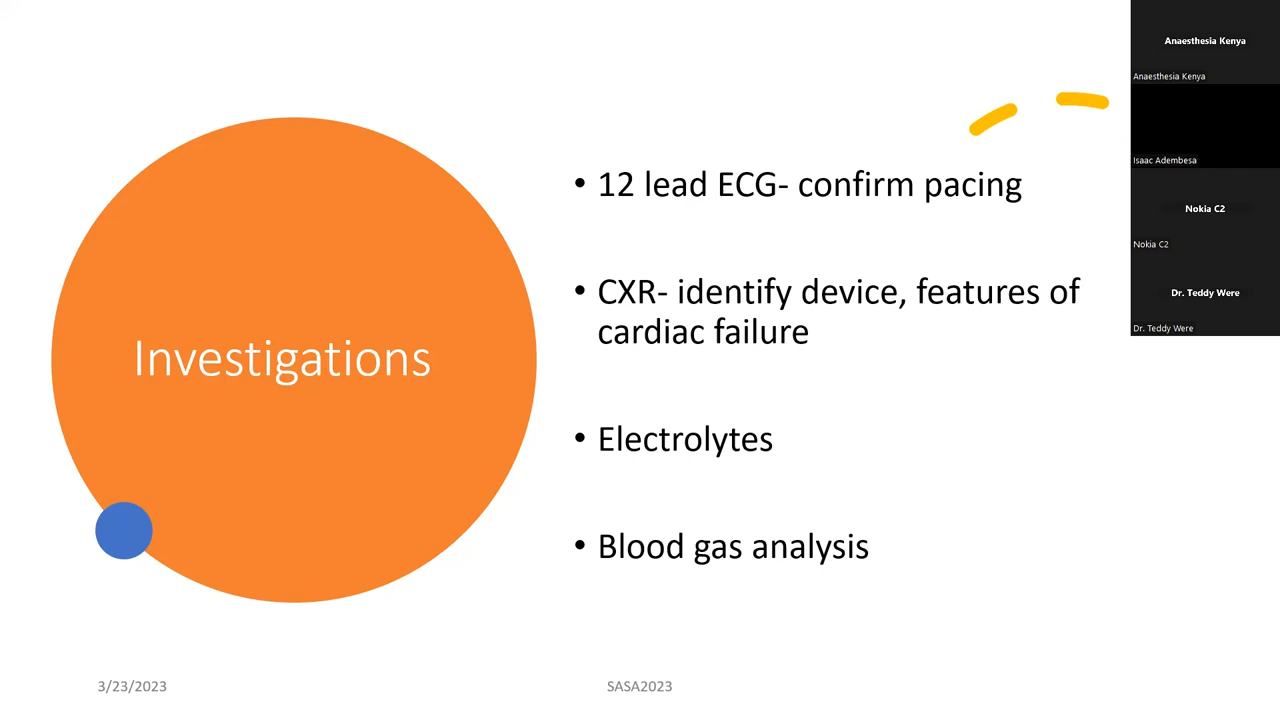 Investigations
• 12 lead ECG- confirm pacing
• CXR- identify device, features of
cardiac failure
• Electrolytes
• Blood gas analysis
3/23/2023
SASA2023
Anaesthesia Kenya
Anaesthesia Kenya
Isaac Adembesa
Nokia C2
Nokia C2
Dr. Teddy Were
Dr. Teddy Were